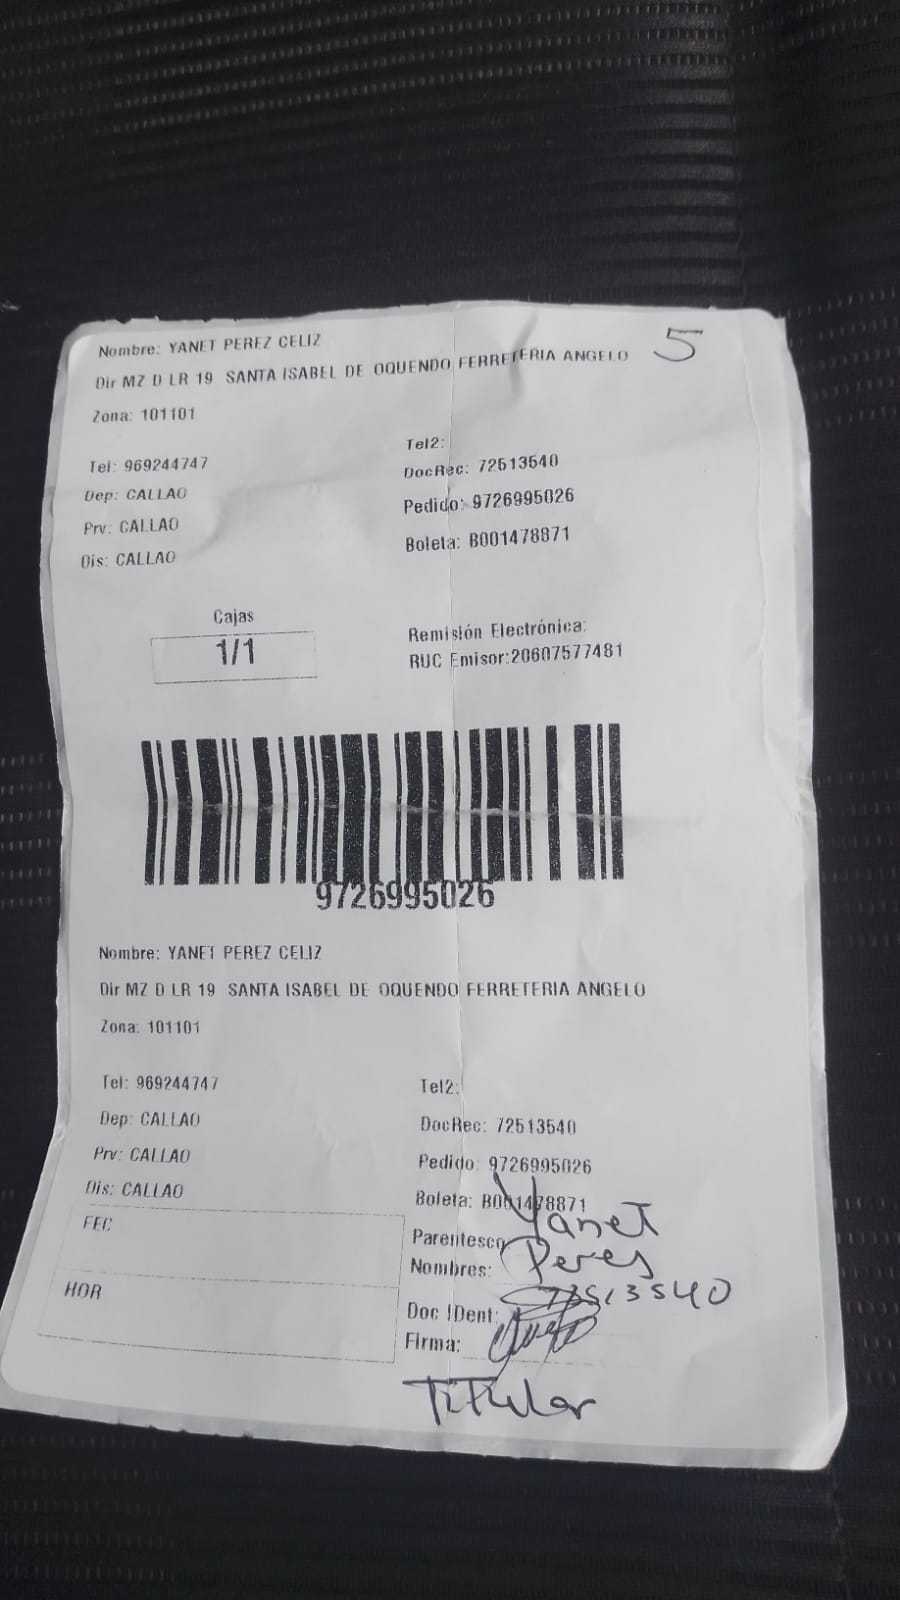 Nombre: YANET PEREZ CELIZ
5
Dir MZ D LR 19 SANTA ISABEL DE OQUENDO FERRETERIA ANGELO
Zona: 101101
Tel2:
Tel: 969244747
DocRec: 72513540
Dep: CALLAO
Pedido: 9726995026
Prv: CALLAO
Boleta: B001478871
Dis: CALLAO
Cajas
1/1
Remisión Electrónica:
RUC Emisor:20607577481
9726995026
Nombre: YANET PEREZ CELIZ
Dir MZ D LR 19 SANTA ISABEL DE OQUENDO FERRETERIA ANGELO
Zona: 101101
Tel: 969244747
Tel2:
Dep: CALLAO
DocRec: 72513540
Prv: CALLAO
Pedido: 9726995026
Dis: CALLAO
Boleta: B001478871
FEC
Parentesco Yanet
Nombres: Peres
HOR
Doc IDent: 72513540
Firma:
Titular